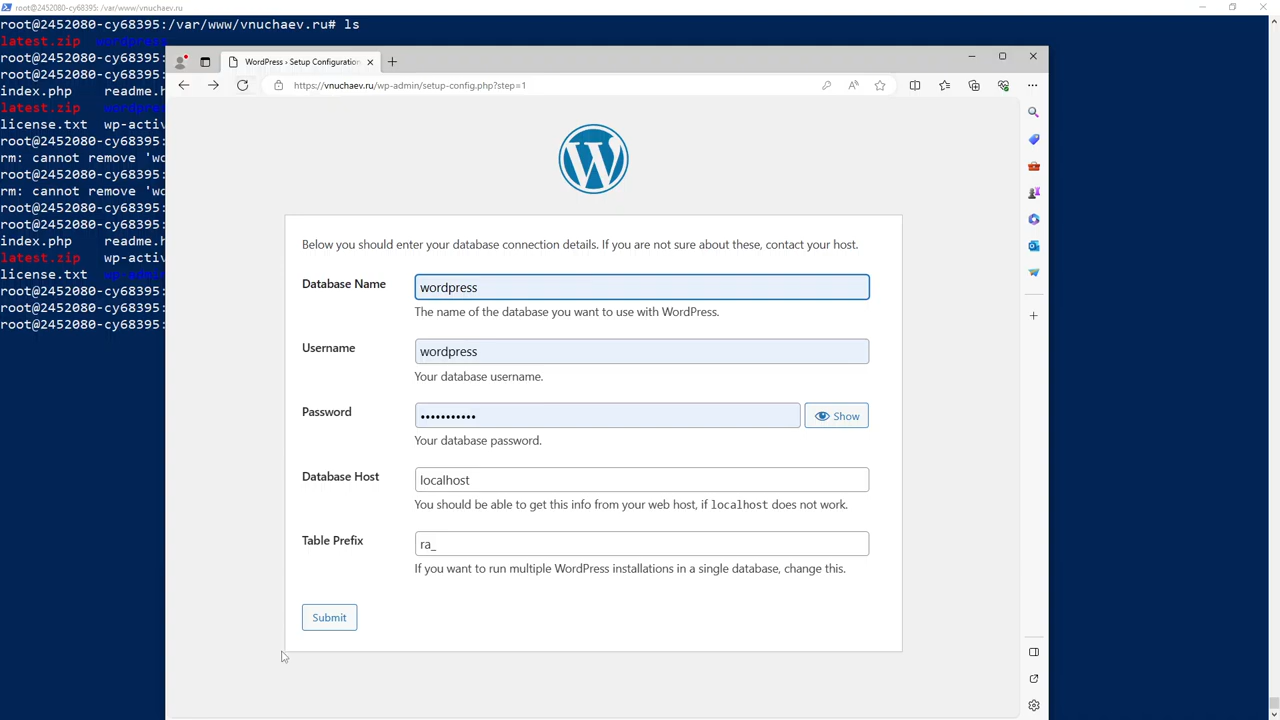 root@2452080-cy68395: /var/www/vnuchaev.ru
root@2452080-cy68395:/var/www/vnuchaev.ru# ls
latest.zip wordpress
root@2452080-cy68395:
index.php readme.h
latest.zip wordpre
license.txt wp-activ
root@2452080-cy68395:
rm: cannot remove 'wo
root@2452080-cy68395:
rm: cannot remove 'wo
root@2452080-cy68395:
root@2452080-cy68395:
index.php readme.h
latest.zip wp-activ
license.txt wp-admin
root@2452080-cy68395:
root@2452080-cy68395:
root@2452080-cy68395:
WordPress › Setup Configuration
https://vnuchaev.ru/wp-admin/setup-config.php?step=1
Below you should enter your database connection details. If you are not sure about these, contact your host.
Database Name
wordpress
The name of the database you want to use with WordPress.
Username
wordpress
Your database username.
Password
•••••••••••
Show
Your database password.
Database Host
localhost
You should be able to get this info from your web host, if localhost does not work.
Table Prefix
ra_
If you want to run multiple WordPress installations in a single database, change this.
Submit